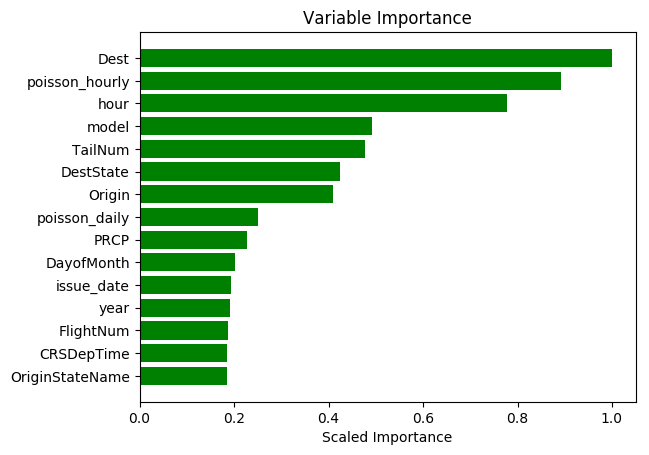 Variable Importance
Dest
poisson_hourly
hour
model
TailNum
DestState
Origin
poisson_daily
PRCP
DayofMonth
issue_date
year
FlightNum
CRSDepTime
OriginStateName
0.0 0.2 0.4 0.6 0.8 1.0
Scaled Importance